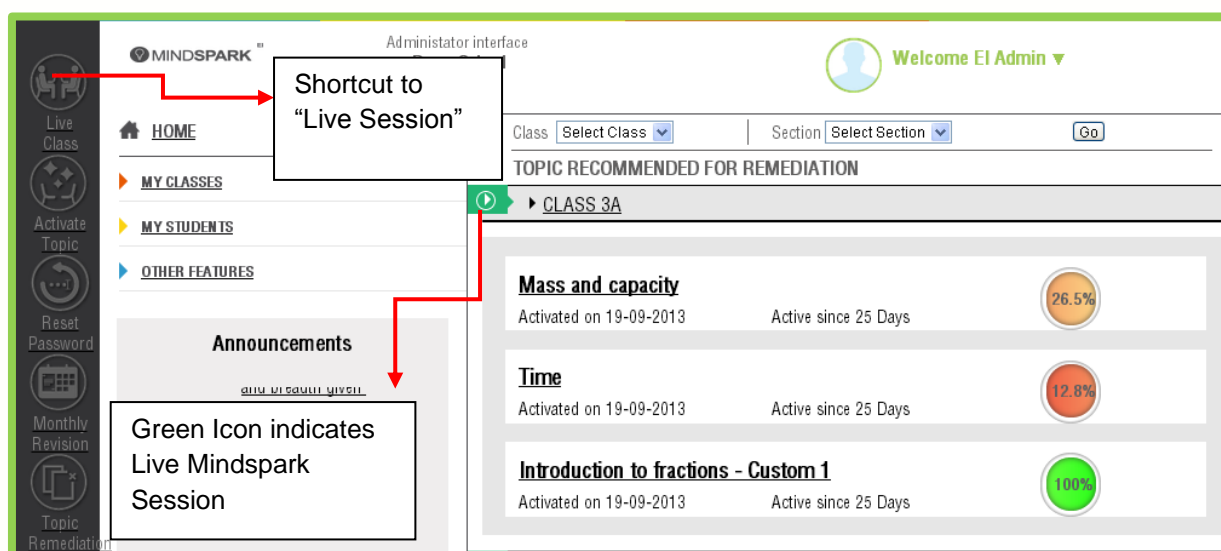 MINDSPARK
Administator interface
Welcome EI Admin ▼
Shortcut to
“Live Session”
Live
Class
Activate
Topic
Reset
Password
Monthly
Revision
Topic
Remediation
HOME
MY CLASSES
MY STUDENTS
OTHER FEATURES
Announcements
and breadth given
Green Icon indicates
Live Mindspark
Session
Class Select Class Section Select Section Go
TOPIC RECOMMENDED FOR REMEDIATION
CLASS 3A
Mass and capacity
Activated on 19-09-2013 Active since 25 Days
26.5%
Time
Activated on 19-09-2013 Active since 25 Days
12.8%
Introduction to fractions - Custom 1
Activated on 19-09-2013 Active since 25 Days
100%